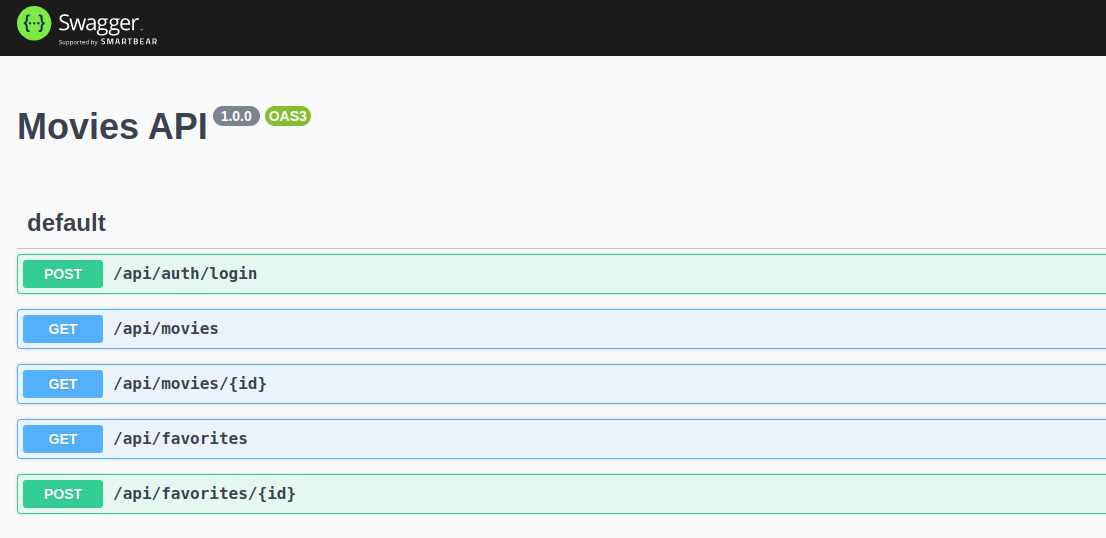 {···} Swagger
Supported by SMARTBEAR
Movies API 1.0.0 OAS3
default
POST /api/auth/login
GET /api/movies
GET /api/movies/{id}
GET /api/favorites
POST /api/favorites/{id}